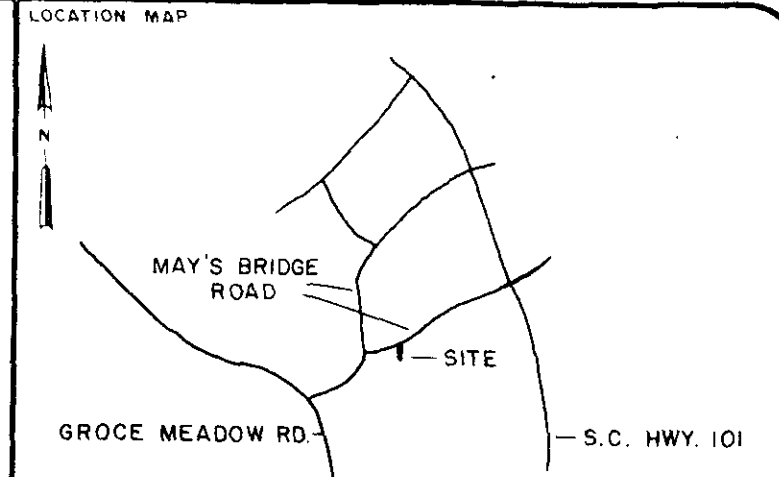 LOCATION MAP
N
MAY'S BRIDGE
ROAD
SITE
GROCE MEADOW RD.
S.C. HWY. 101